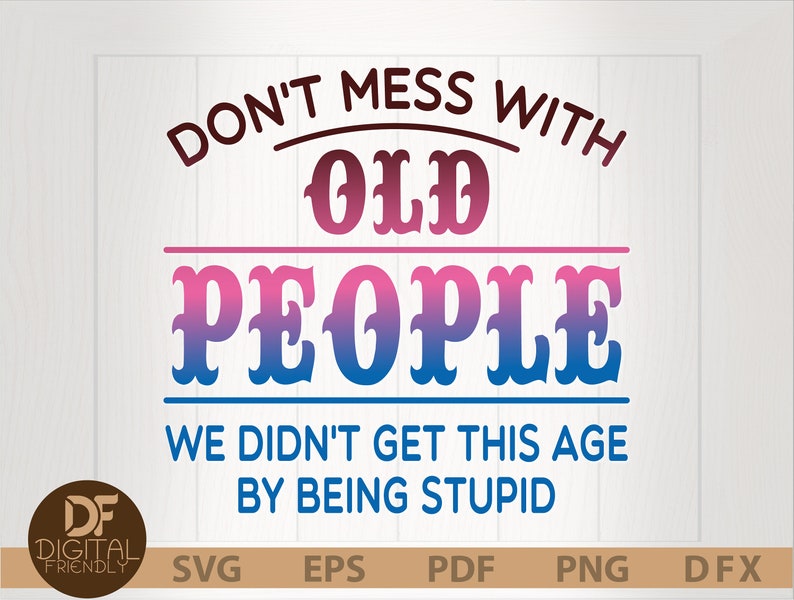 DON'T MESS WITH
OLD
PEOPLE
WE DIDN'T GET THIS AGE
BY BEING STUPID
DF
DIGITAL
FRIENDLY
SVG EPS PDF PNG DFX